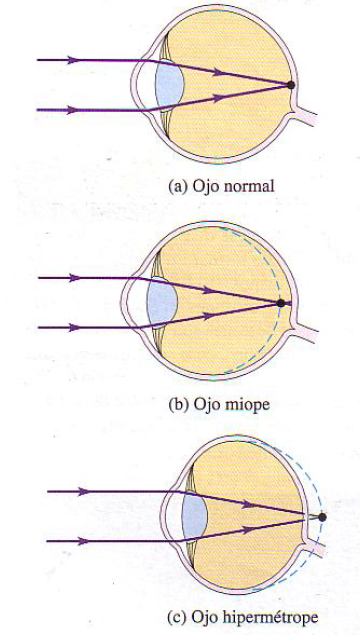 (a) Ojo normal
(b) Ojo miope
(c) Ojo hipermétrope